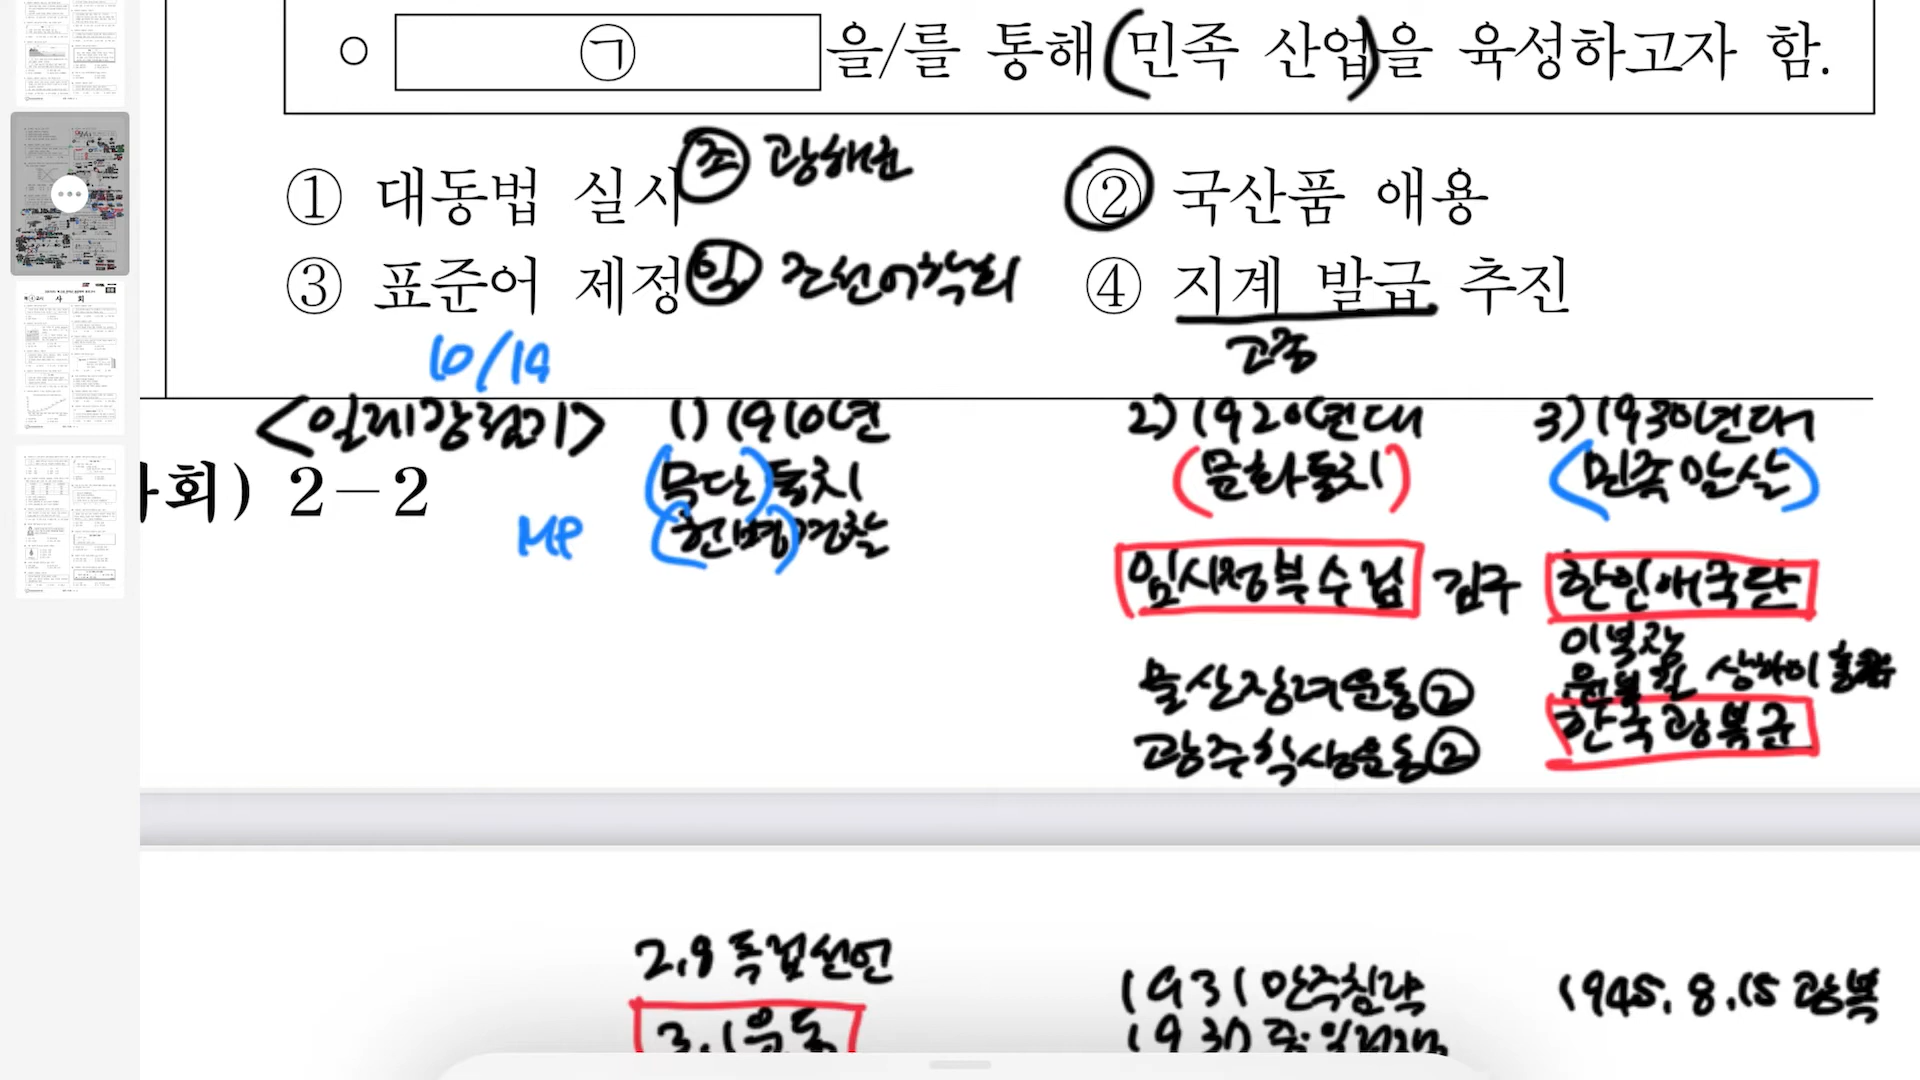 ○ ㉠ 을/를 통해 (민족 산업)을 육성하고자 함.
① 대동법 실시 조 광해군 ② 국산품 애용
③ 표준어 제정 일 조선어학회 ④ 지계 발급 추진
고종
10/19
<일제강점기> 1) 1910년 2) 1920년대 3) 1930년대
(무단)통치 (문화통치) (민족말살)
사회) 2-2
MP (헌병)경찰
임시정부수립 김구 한인애국단
이봉창
물산장려운동② 윤봉길 상하이
광주학생운동② 한국광복군
2.8 독립선언
1931 만주침략 1945. 8. 15 광복
3.1운동